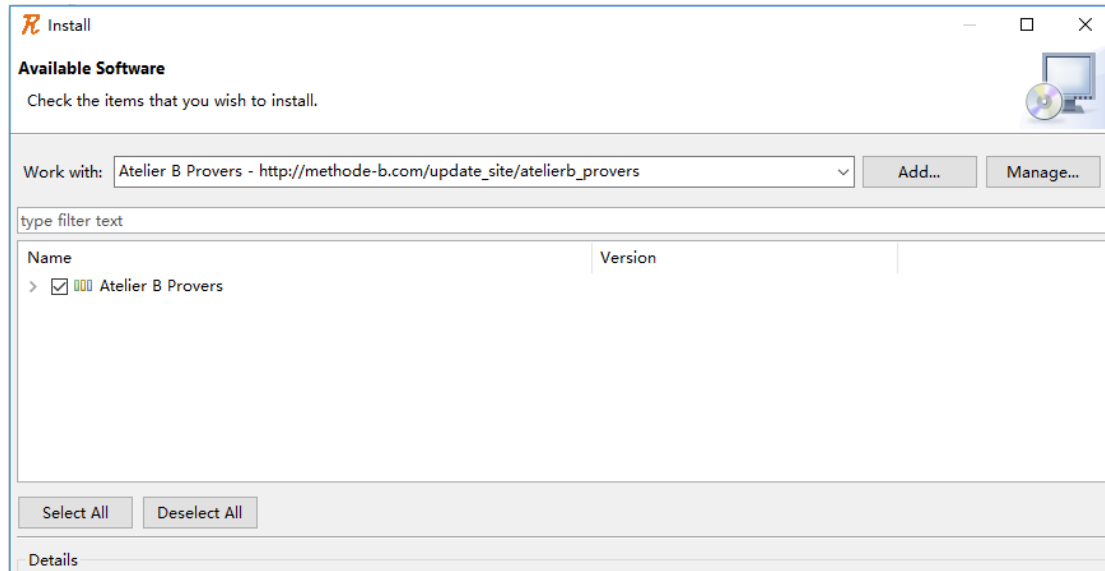 Install
Available Software
Check the items that you wish to install.
Work with: Atelier B Provers - http://methode-b.com/update_site/atelierb_provers Add... Manage...
type filter text
Name Version
Atelier B Provers
Select All Deselect All
Details